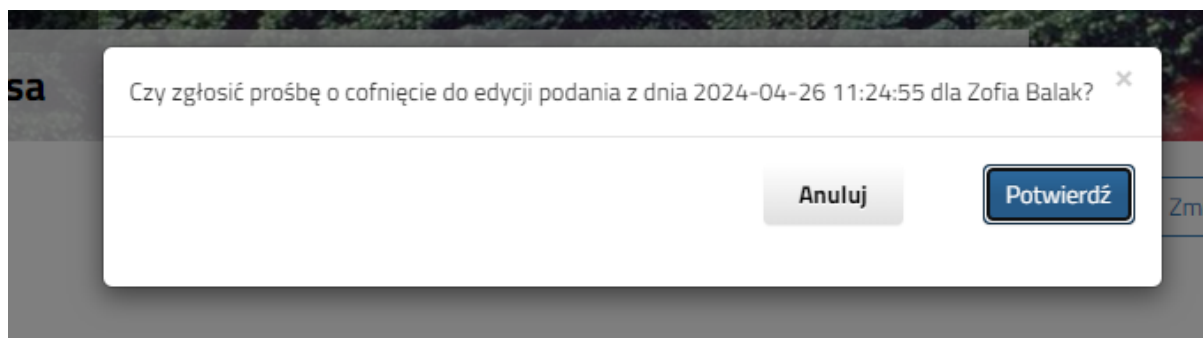 sa
Czy zgłosić prośbę o cofnięcie do edycji podania z dnia 2024-04-26 11:24:55 dla Zofia Balak?
×
Anuluj
Potwierdź
Zm